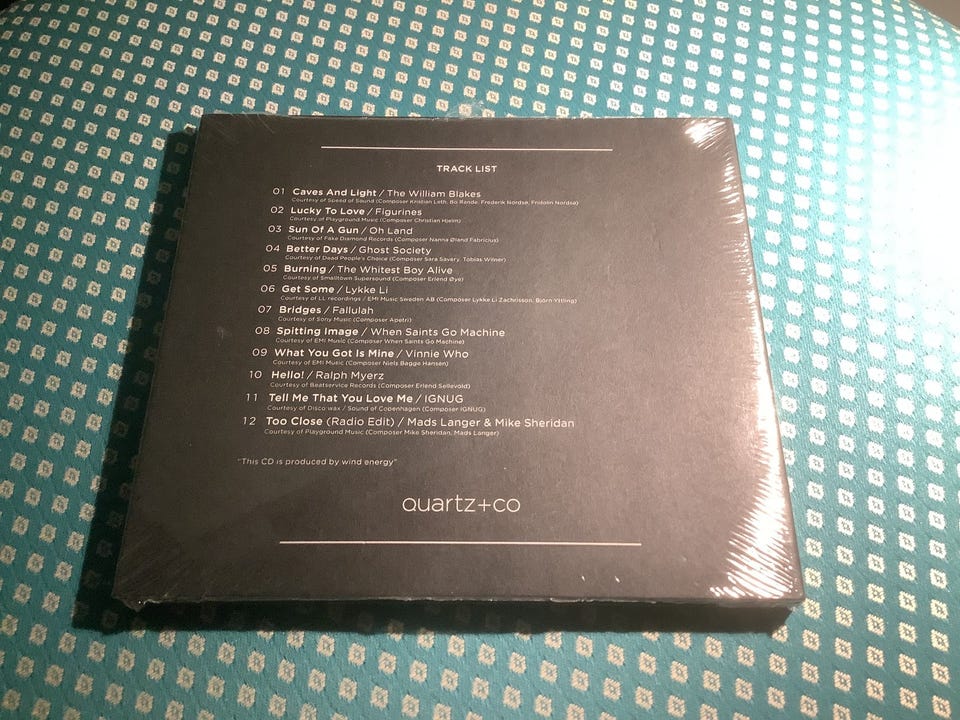 TRACK LIST
01 Caves And Light / The William Blakes
Courtesy of Speed of Sound (Composer Kristian Leth, Bo Rande, Frederik Nordsø, Fridolin Nordsø)
02 Lucky To Love / Figurines
Courtesy of Playground Music (Composer Christian Hjelm)
03 Sun Of A Gun / Oh Land
Courtesy of Fake Diamond Records (Composer Nanna Øland Fabricius)
04 Better Days / Ghost Society
Courtesy of Dead People's Choice (Composer Sara Savery, Tobias Wilner)
05 Burning / The Whitest Boy Alive
Courtesy of Smalltown Supersound (Composer Erlend Øye)
06 Get Some / Lykke Li
Courtesy of LL recordings / EMI Music Sweden AB (Composer Lykke Li Zachrisson, Björn Yttling)
07 Bridges / Fallulah
Courtesy of Sony Music (Composer Apetri)
08 Spitting Image / When Saints Go Machine
Courtesy of EMI Music (Composer When Saints Go Machine)
09 What You Got Is Mine / Vinnie Who
Courtesy of EMI Music (Composer Niels Bagge Hansen)
10 Hello! / Ralph Myerz
Courtesy of Beatservice Records (Composer Erlend Sellevold)
11 Tell Me That You Love Me / IGNUG
Courtesy of Disco:wax / Sound of Copenhagen (Composer IGNUG)
12 Too Close (Radio Edit) / Mads Langer & Mike Sheridan
Courtesy of Playground Music (Composer Mike Sheridan, Mads Langer)
"This CD is produced by wind energy"
quartz+co